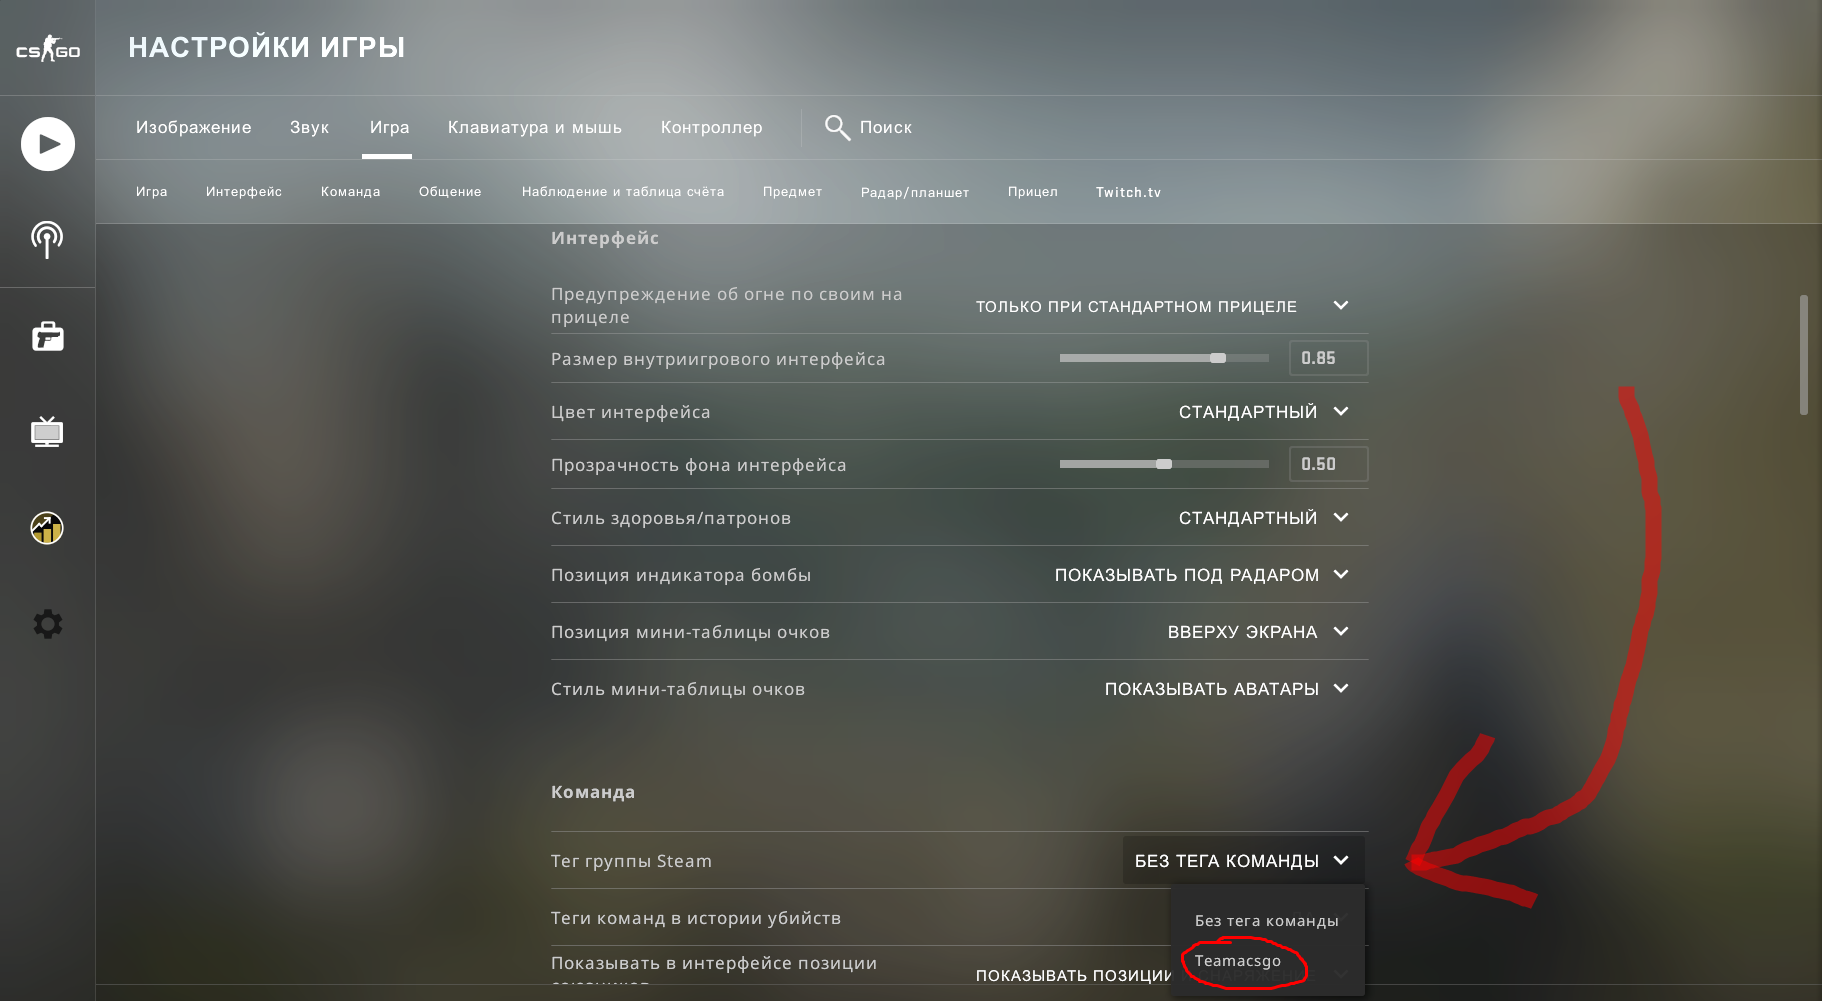 CS GO
НАСТРОЙКИ ИГРЫ
Изображение Звук Игра Клавиатура и мышь Контроллер Поиск
Игра Интерфейс Команда Общение Наблюдение и таблица счёта Предмет Радар/планшет Прицел Twitch.tv
Интерфейс
Предупреждение об огне по своим на
прицеле
ТОЛЬКО ПРИ СТАНДАРТНОМ ПРИЦЕЛЕ
Размер внутриигрового интерфейса 0.85
Цвет интерфейса СТАНДАРТНЫЙ
Прозрачность фона интерфейса 0.50
Стиль здоровья/патронов СТАНДАРТНЫЙ
Позиция индикатора бомбы ПОКАЗЫВАТЬ ПОД РАДАРОМ
Позиция мини-таблицы очков ВВЕРХУ ЭКРАНА
Стиль мини-таблицы очков ПОКАЗЫВАТЬ АВАТАРЫ
Команда
Тег группы Steam БЕЗ ТЕГА КОМАНДЫ
Теги команд в истории убийств
Без тега команды
Teamacsgo
Показывать в интерфейсе позиции
ПОКАЗЫВАТЬ ПОЗИЦИИ